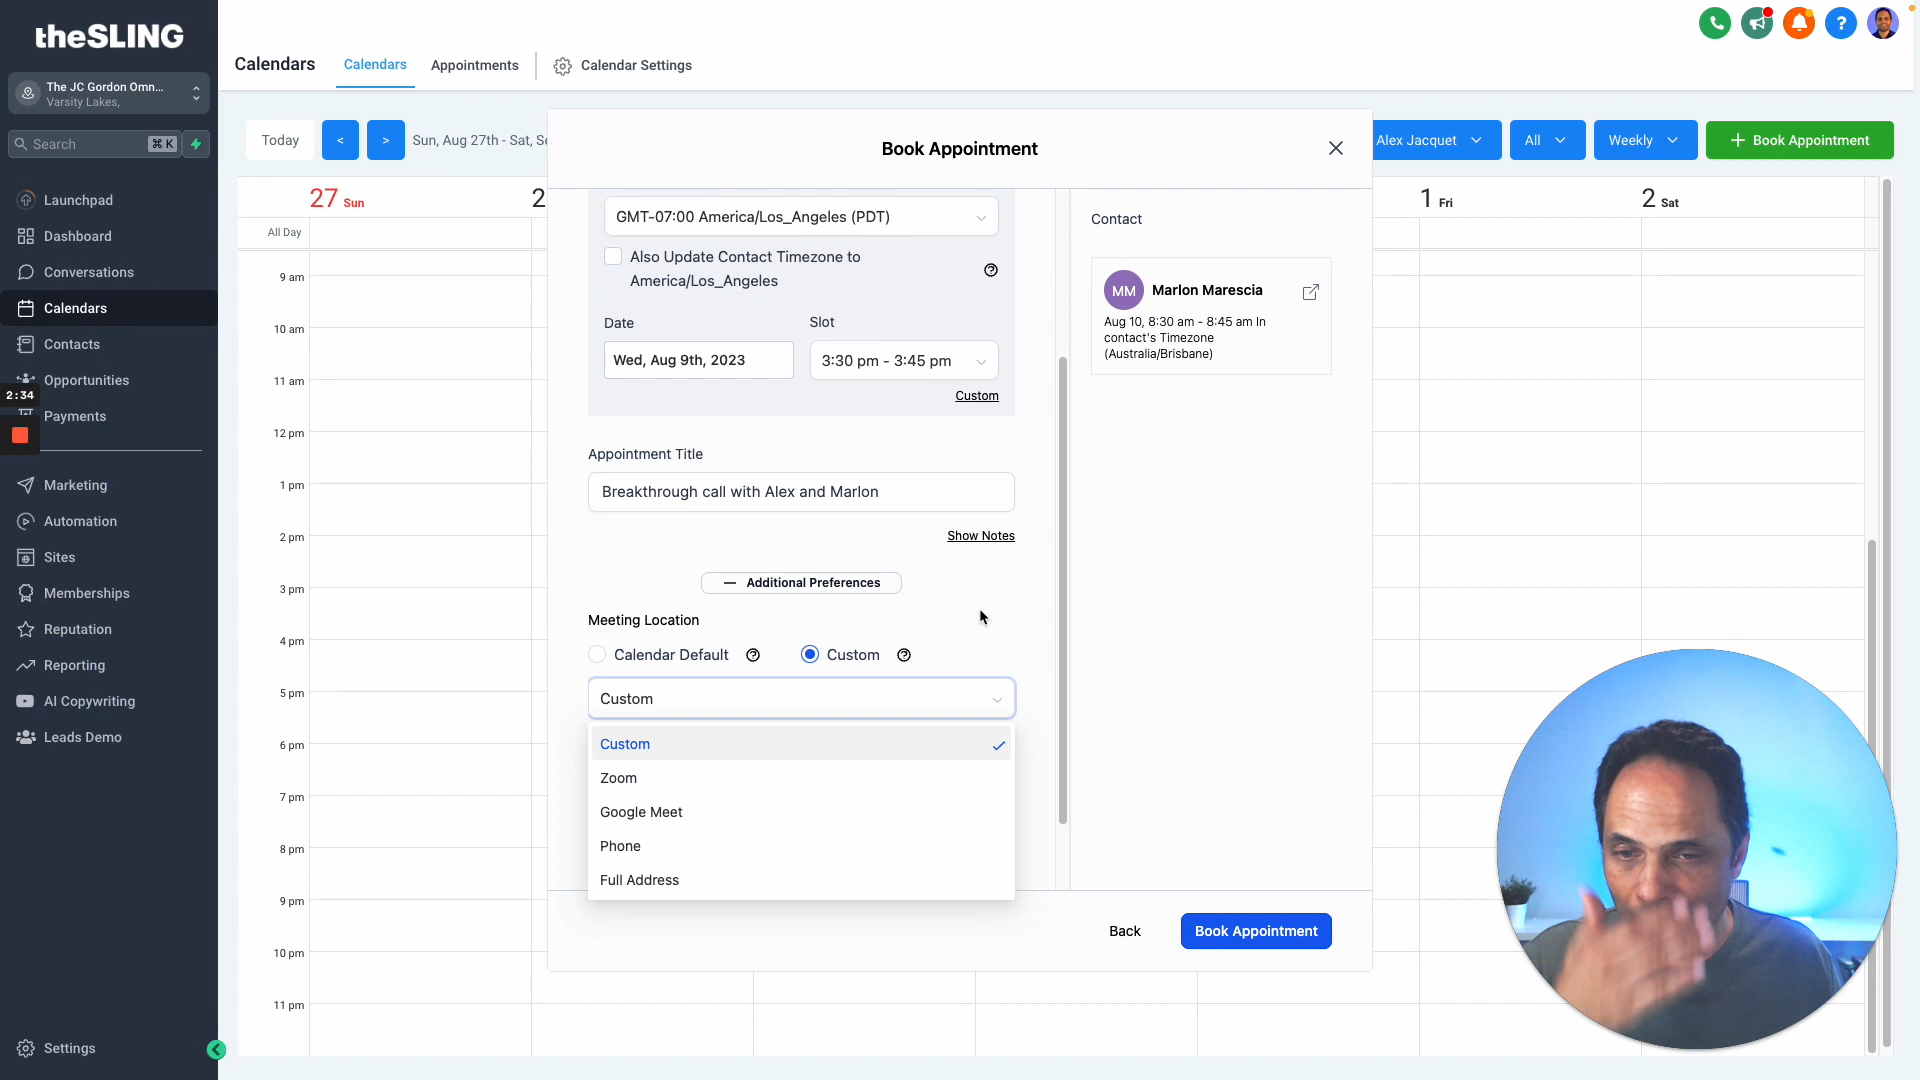 theSLING
The JC Gordon Omn...
Varsity Lakes,
Search
⌘ K
Launchpad
Dashboard
Conversations
Calendars
Contacts
Opportunities
2:34
Payments
Marketing
Automation
Sites
Memberships
Reputation
Reporting
AI Copywriting
Leads Demo
Settings
Calendars
Calendars
Appointments
Calendar Settings
?
Today
<
>
Sun, Aug 27th - Sat, Se
Alex Jacquet
All
Weekly
+ Book Appointment
27 Sun
2
1 Fri
2 Sat
All Day
9 am
10 am
11 am
12 pm
1 pm
2 pm
3 pm
4 pm
5 pm
6 pm
7 pm
8 pm
9 pm
10 pm
11 pm
Book Appointment
GMT-07:00 America/Los_Angeles (PDT)
Also Update Contact Timezone to
America/Los_Angeles
Date
Slot
Wed, Aug 9th, 2023
3:30 pm - 3:45 pm
Custom
Appointment Title
Breakthrough call with Alex and Marlon
Show Notes
— Additional Preferences
Meeting Location
Calendar Default
Custom
Custom
Custom
Zoom
Google Meet
Phone
Full Address
Contact
MM
Marlon Marescia
Aug 10, 8:30 am - 8:45 am In
contact's Timezone
(Australia/Brisbane)
Back
Book Appointment